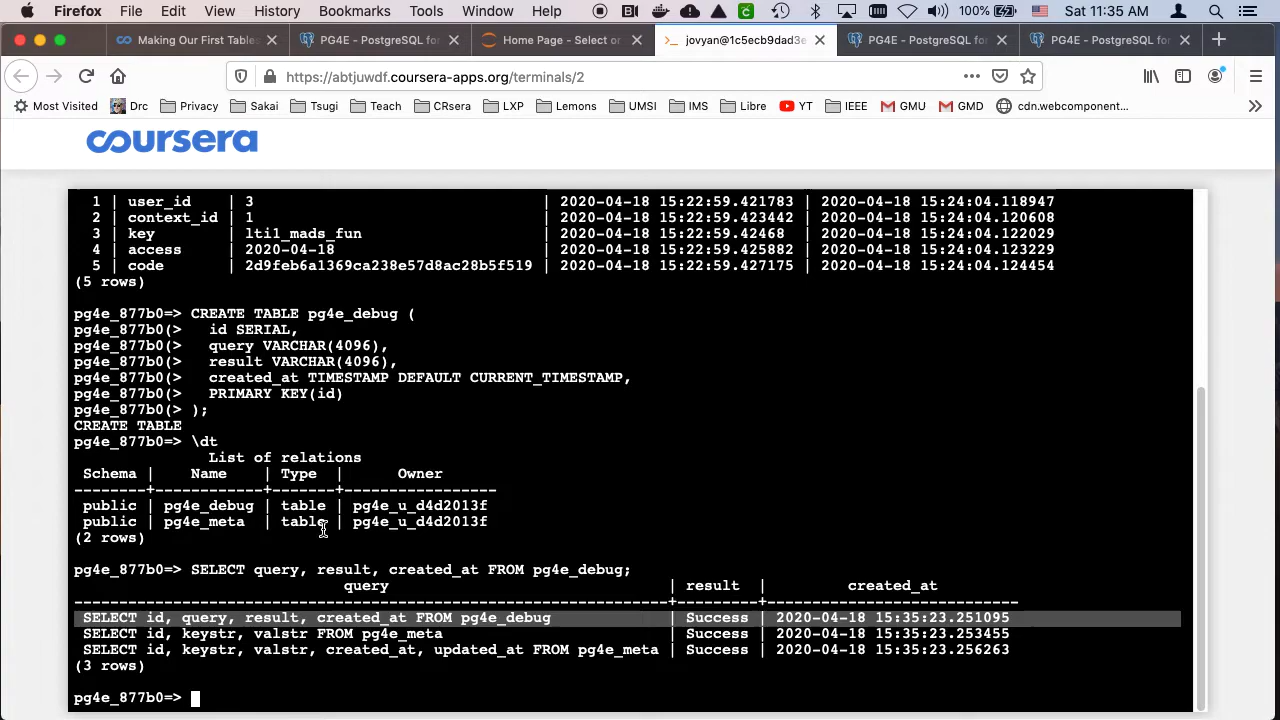 Firefox File Edit View History Bookmarks Tools Window Help 100% Sat 11:35 AM
Making Our First Tables PG4E - PostgreSQL for Home Page - Select or jovyan@1c5ecb9dad3e PG4E - PostgreSQL for PG4E - PostgreSQL for
https://abtjuwdf.coursera-apps.org/terminals/2
Most Visited Drc Privacy Sakai Tsugi Teach CRsera LXP Lemons UMSI IMS Libre YT IEEE GMU GMD cdn.webcomponent...
coursera
1 | user_id | 3 | 2020-04-18 15:22:59.421783 | 2020-04-18 15:24:04.118947
2 | context_id | 1 | 2020-04-18 15:22:59.423442 | 2020-04-18 15:24:04.120608
3 | key | lti1_mads_fun | 2020-04-18 15:22:59.42468 | 2020-04-18 15:24:04.122029
4 | access | 2020-04-18 | 2020-04-18 15:22:59.425882 | 2020-04-18 15:24:04.123229
5 | code | 2d9feb6a1369ca238e57d8ac28b5f519 | 2020-04-18 15:22:59.427175 | 2020-04-18 15:24:04.124454
(5 rows)
pg4e_877b0=> CREATE TABLE pg4e_debug (
pg4e_877b0(> id SERIAL,
pg4e_877b0(> query VARCHAR(4096),
pg4e_877b0(> result VARCHAR(4096),
pg4e_877b0(> created_at TIMESTAMP DEFAULT CURRENT_TIMESTAMP,
pg4e_877b0(> PRIMARY KEY(id)
pg4e_877b0(> );
CREATE TABLE
pg4e_877b0=> \dt
List of relations
Schema | Name | Type | Owner
--------+------------+-------+-----------------
public | pg4e_debug | table | pg4e_u_d4d2013f
public | pg4e_meta | table | pg4e_u_d4d2013f
(2 rows)
pg4e_877b0=> SELECT query, result, created_at FROM pg4e_debug;
query | result | created_at
------------------------------------------------------------------+---------+----------------------------
SELECT id, query, result, created_at FROM pg4e_debug | Success | 2020-04-18 15:35:23.251095
SELECT id, keystr, valstr FROM pg4e_meta | Success | 2020-04-18 15:35:23.253455
SELECT id, keystr, valstr, created_at, updated_at FROM pg4e_meta | Success | 2020-04-18 15:35:23.256263
(3 rows)
pg4e_877b0=>